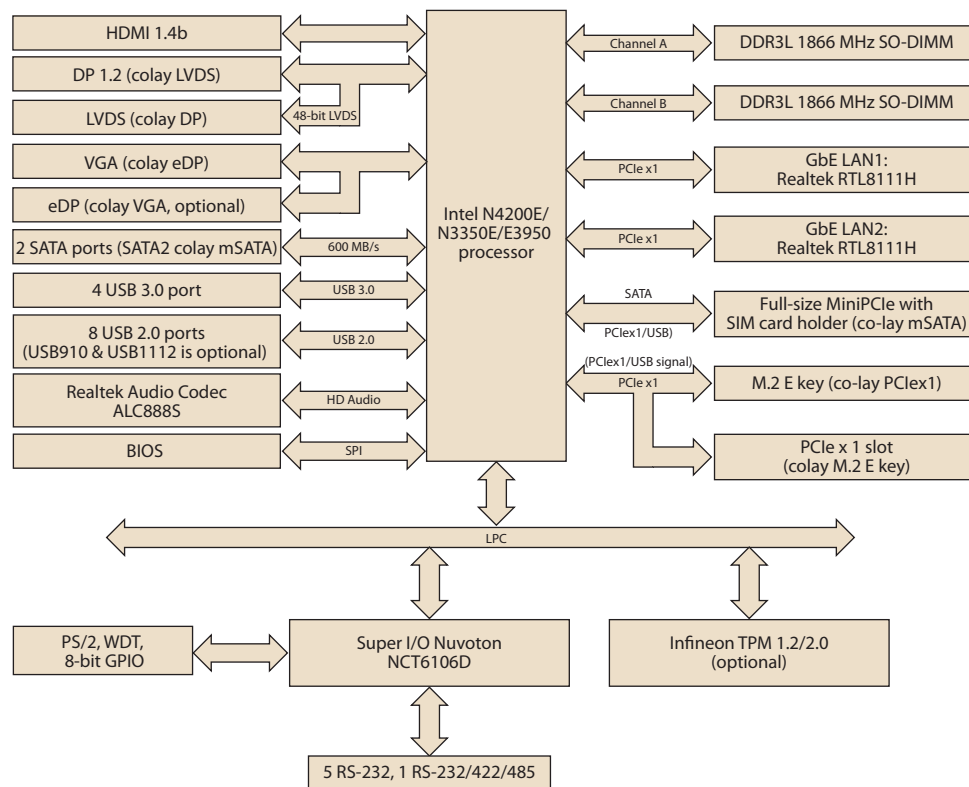 HDMI 1.4b
DP 1.2 (colay LVDS)
48-bit LVDS
LVDS (colay DP)
VGA (colay eDP)
eDP (colay VGA, optional)
2 SATA ports (SATA2 colay mSATA)
600 MB/s
4 USB 3.0 port
USB 3.0
8 USB 2.0 ports
(USB910 & USB1112 is optional)
USB 2.0
Realtek Audio Codec
ALC888S
HD Audio
BIOS
SPI
Intel N4200E/
N3350E/E3950
processor
Channel A
DDR3L 1866 MHz SO-DIMM
Channel B
DDR3L 1866 MHz SO-DIMM
PCIe x1
GbE LAN1:
Realtek RTL8111H
PCIe x1
GbE LAN2:
Realtek RTL8111H
SATA
PCIex1/USB)
Full-size MiniPCIe with
SIM card holder (co-lay mSATA)
(PCIex1/USB signal)
PCIe x1
M.2 E key (co-lay PCIex1)
PCIe x 1 slot
(colay M.2 E key)
LPC
PS/2, WDT,
8-bit GPIO
Super I/O Nuvoton
NCT6106D
Infineon TPM 1.2/2.0
(optional)
5 RS-232, 1 RS-232/422/485